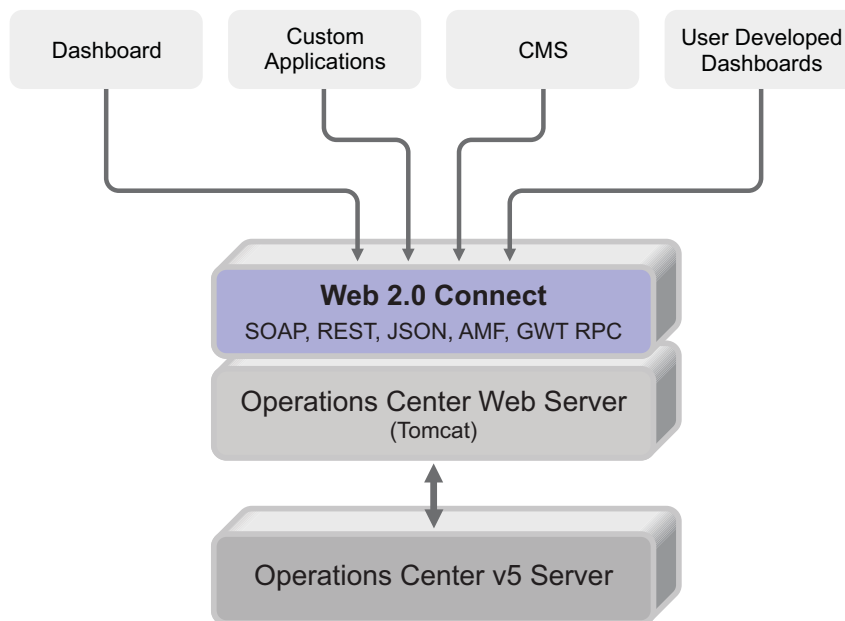 Dashboard
Custom
Applications
CMS
User Developed
Dashboards
Web 2.0 Connect
SOAP, REST, JSON, AMF, GWT RPC
Operations Center Web Server
(Tomcat)
Operations Center v5 Server